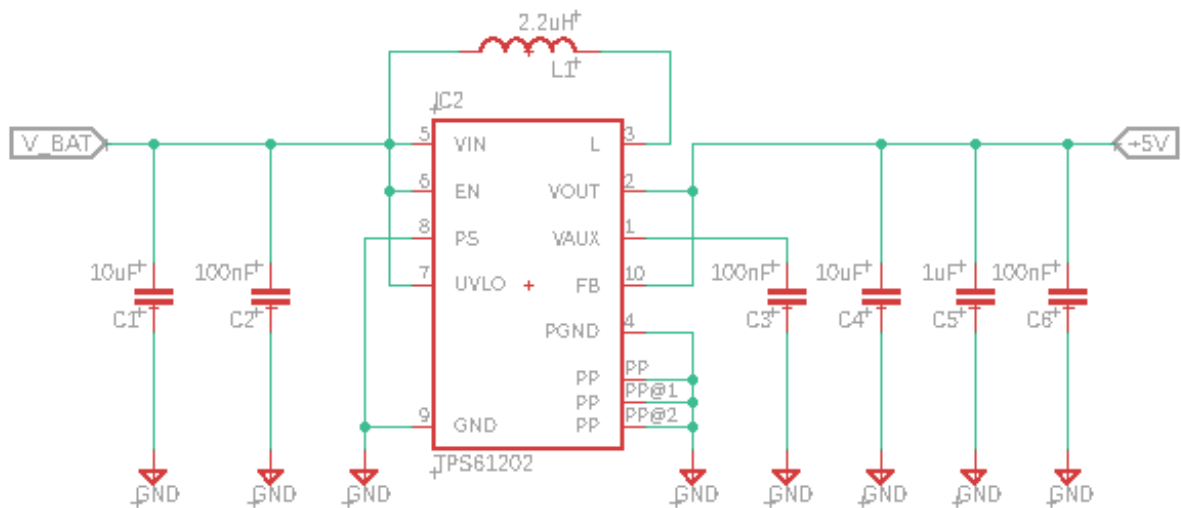 2.2uH
L1
IC2
V_BAT
5 VIN L 3
+5V
6 EN VOUT 2
8 PS VAUX 1
7 UVLO FB 10
10uF 100nF 100nF 10uF 1uF 100nF
C1 C2 C3 C4 C5 C6
PGND 4
PP PP
PP PP@1
PP PP@2
9 GND
TPS61202
GND GND GND GND GND GND GND GND